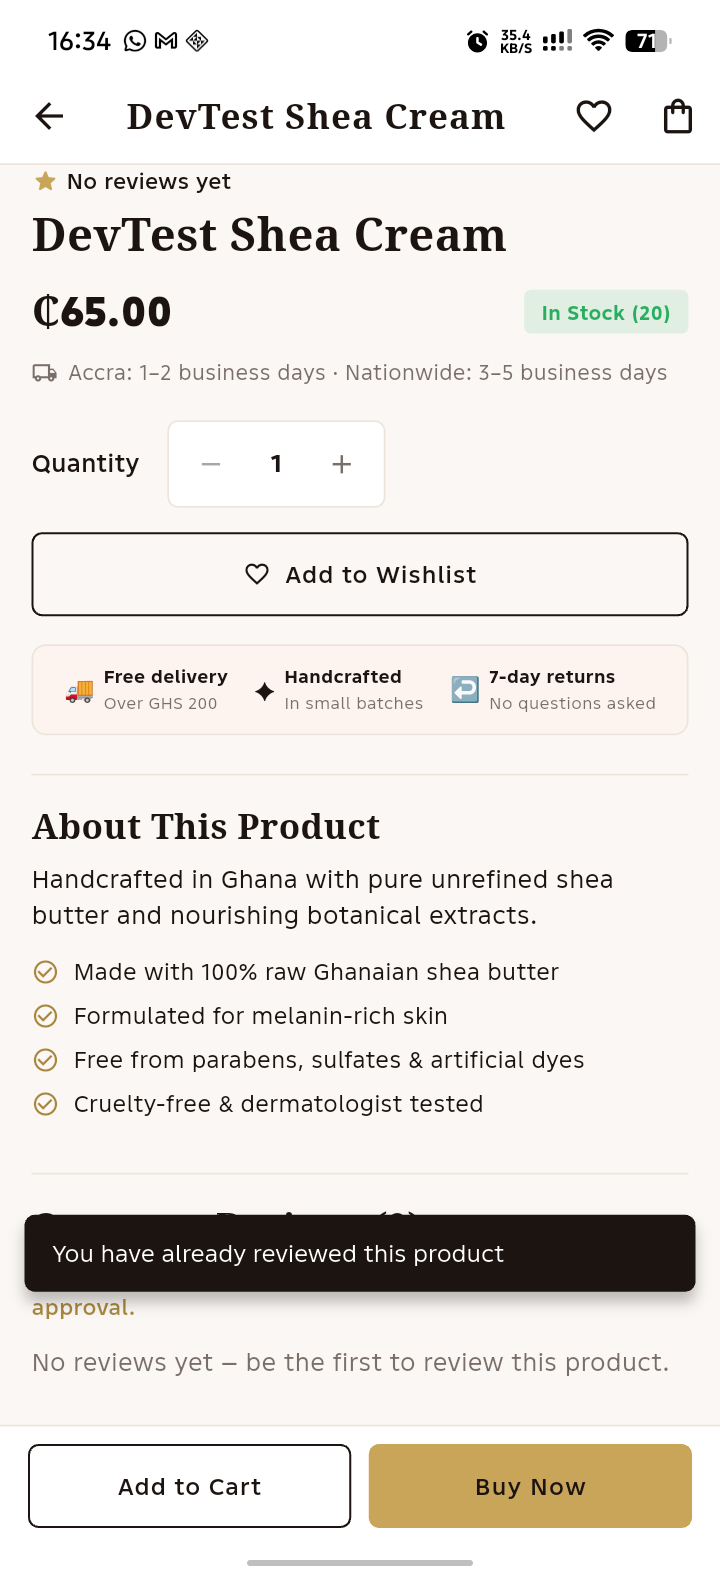 16:34
35.4
KB/S
71
DevTest Shea Cream
No reviews yet
DevTest Shea Cream
₵65.00
In Stock (20)
Accra: 1–2 business days · Nationwide: 3–5 business days
Quantity
1
Add to Wishlist
Free delivery
Over GHS 200
Handcrafted
In small batches
7-day returns
No questions asked
About This Product
Handcrafted in Ghana with pure unrefined shea
butter and nourishing botanical extracts.
Made with 100% raw Ghanaian shea butter
Formulated for melanin-rich skin
Free from parabens, sulfates & artificial dyes
Cruelty-free & dermatologist tested
You have already reviewed this product
approval.
No reviews yet – be the first to review this product.
Add to Cart
Buy Now